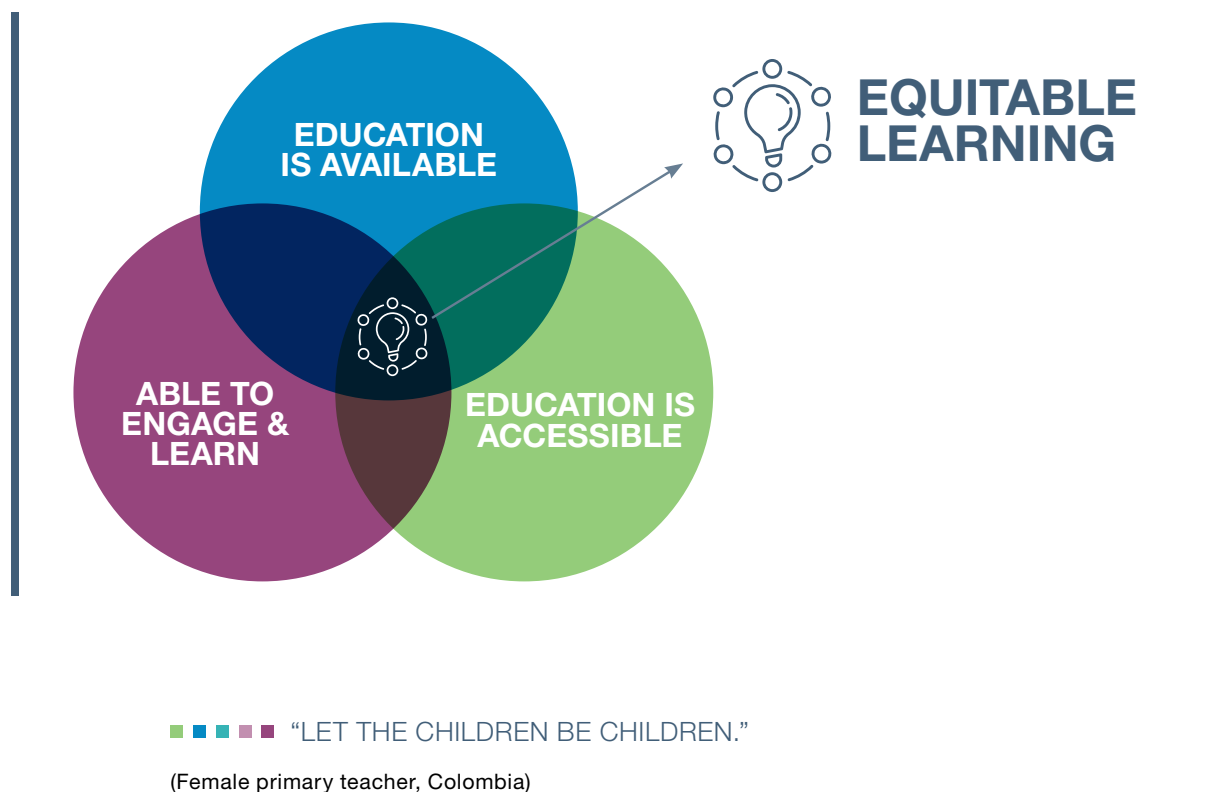 EDUCATION
IS AVAILABLE
EQUITABLE
LEARNING
ABLE TO
ENGAGE &
LEARN
EDUCATION IS
ACCESSIBLE
“LET THE CHILDREN BE CHILDREN.”
(Female primary teacher, Colombia)